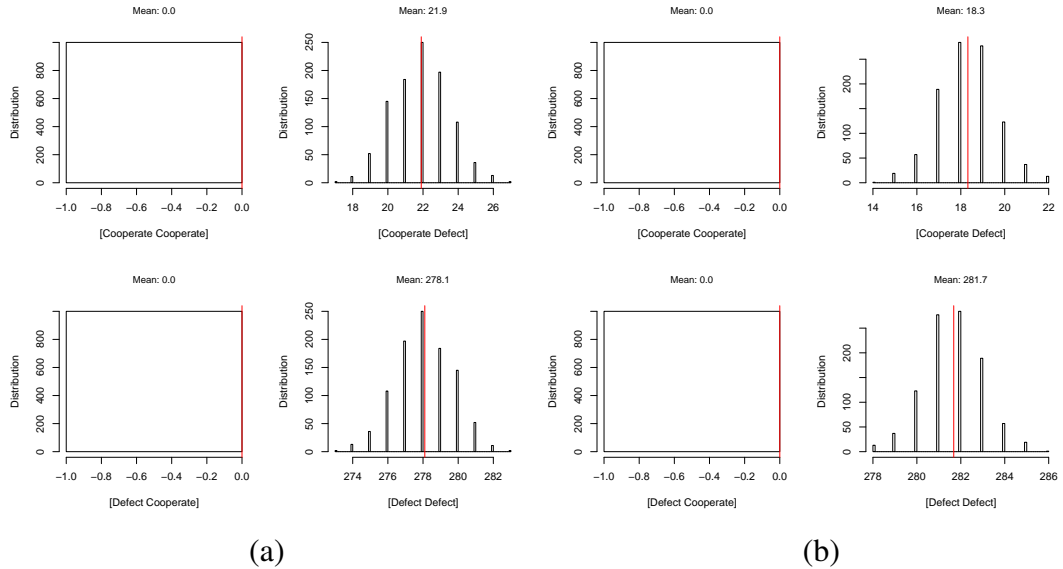 Mean: 0.0
Distribution
0 200 400 600 800
−1.0 −0.8 −0.6 −0.4 −0.2 0.0
[Cooperate Cooperate]
Mean: 21.9
Distribution
0 50 100 150 200 250
18 20 22 24 26
[Cooperate Defect]
Mean: 0.0
Distribution
0 200 400 600 800
−1.0 −0.8 −0.6 −0.4 −0.2 0.0
[Cooperate Cooperate]
Mean: 18.3
Distribution
0 50 100 200
14 16 18 20 22
[Cooperate Defect]
Mean: 0.0
Distribution
0 200 400 600 800
−1.0 −0.8 −0.6 −0.4 −0.2 0.0
[Defect Cooperate]
Mean: 278.1
Distribution
0 50 100 150 200 250
274 276 278 280 282
[Defect Defect]
Mean: 0.0
Distribution
0 200 400 600 800
−1.0 −0.8 −0.6 −0.4 −0.2 0.0
[Defect Cooperate]
Mean: 281.7
Distribution
0 50 100 200
278 280 282 284 286
[Defect Defect]
(a)
(b)